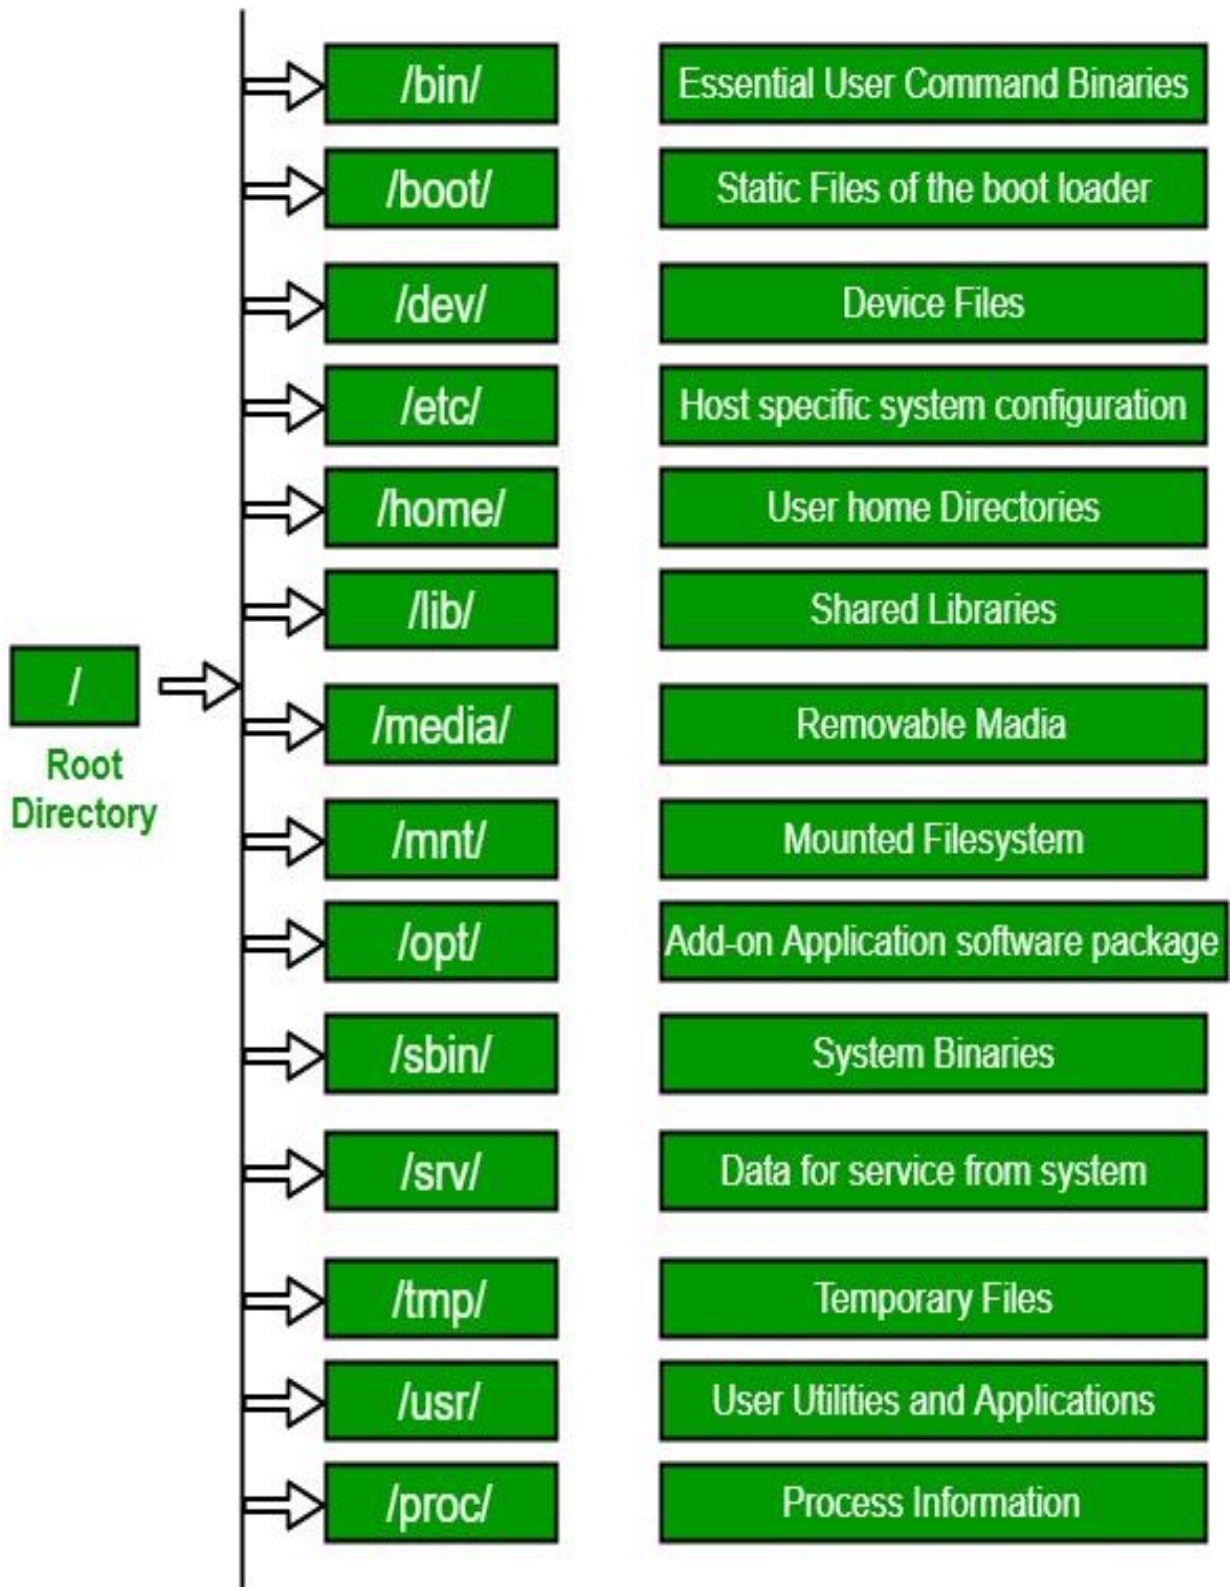 /bin/ Essential User Command Binaries
/boot/ Static Files of the boot loader
/dev/ Device Files
/etc/ Host specific system configuration
/home/ User home Directories
/lib/ Shared Libraries
/
Root
Directory
/media/ Removable Madia
/mnt/ Mounted Filesystem
/opt/ Add-on Application software package
/sbin/ System Binaries
/srv/ Data for service from system
/tmp/ Temporary Files
/usr/ User Utilities and Applications
/proc/ Process Information